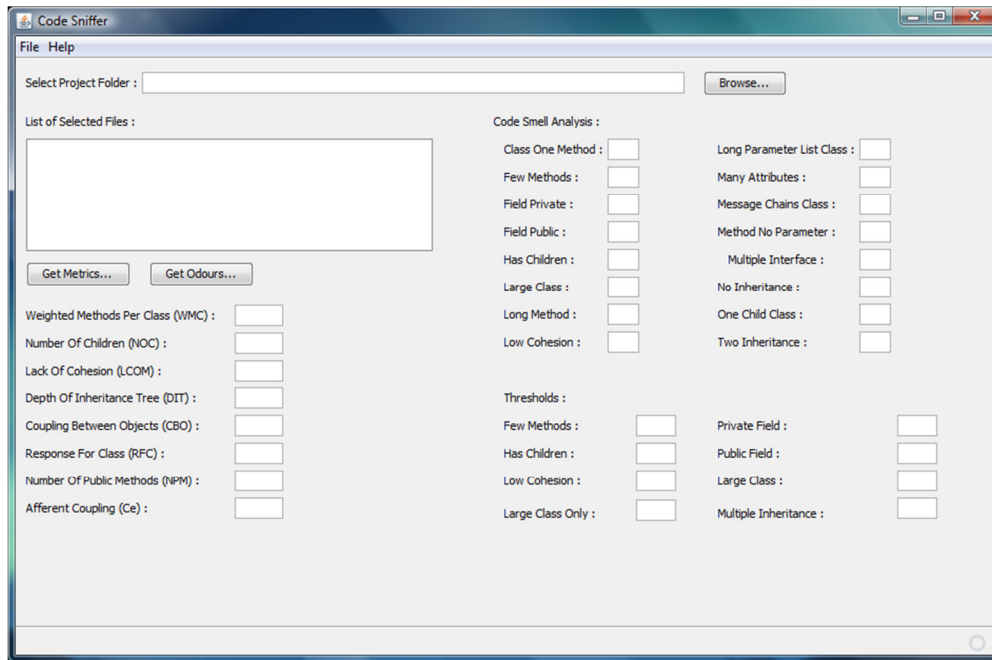 Code Sniffer
File Help
Select Project Folder :
Browse...
List of Selected Files :
Get Metrics...
Get Odours...
Weighted Methods Per Class (WMC) :
Number Of Children (NOC) :
Lack Of Cohesion (LCOM) :
Depth Of Inheritance Tree (DIT) :
Coupling Between Objects (CBO) :
Response For Class (RFC) :
Number Of Public Methods (NPM) :
Afferent Coupling (Ce) :
Code Smell Analysis :
Class One Method :
Few Methods :
Field Private :
Field Public :
Has Children :
Large Class :
Long Method :
Low Cohesion :
Long Parameter List Class :
Many Attributes :
Message Chains Class :
Method No Parameter :
Multiple Interface :
No Inheritance :
One Child Class :
Two Inheritance :
Thresholds :
Few Methods :
Has Children :
Low Cohesion :
Large Class Only :
Private Field :
Public Field :
Large Class :
Multiple Inheritance :